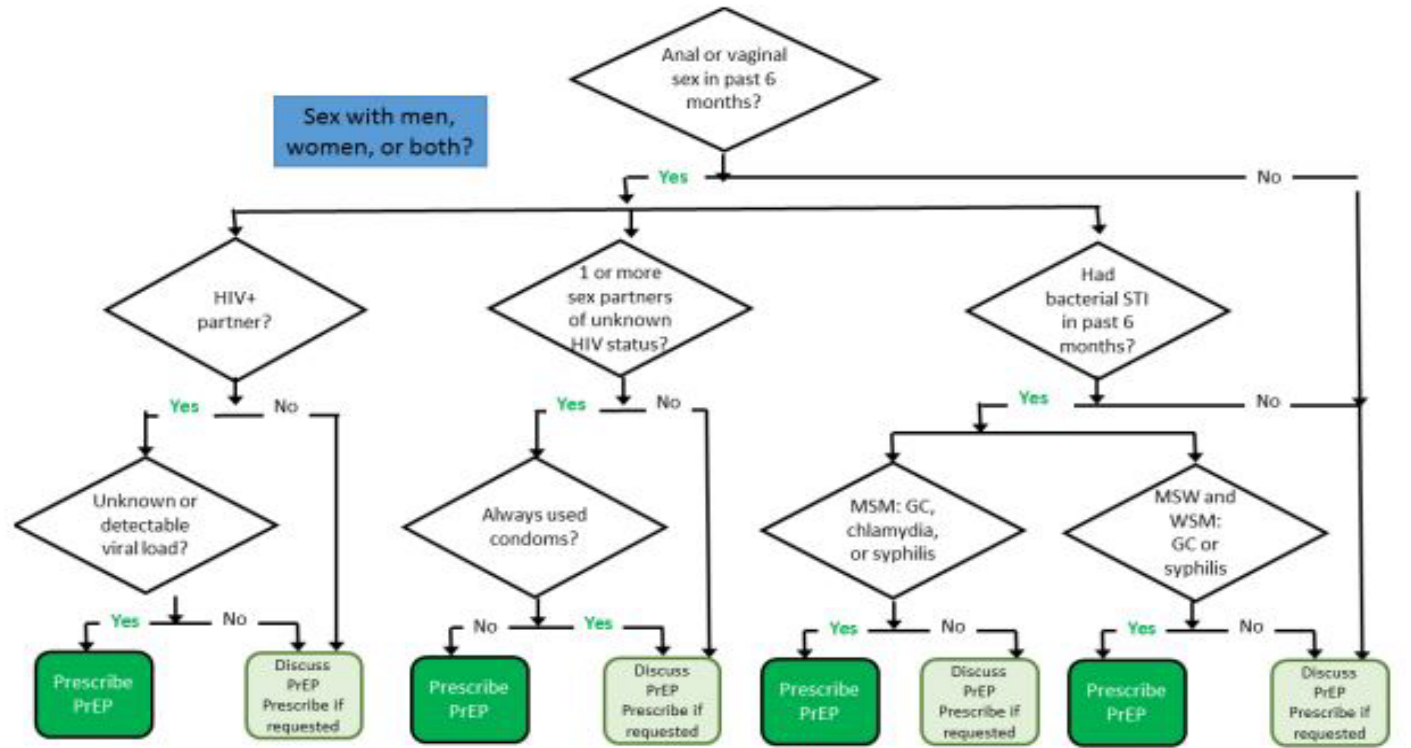 Anal or vaginal
sex in past 6
months?
Sex with men,
women, or both?
Yes
No
HIV+
partner?
1 or more
sex partners
of unknown
HIV status?
Had
bacterial STI
in past 6
months?
Yes
No
Yes
No
Yes
No
Unknown or
detectable
viral load?
Always used
condoms?
MSM: GC,
chlamydia,
or syphilis
MSW and
WSM:
GC or
syphilis
Yes
No
No
Yes
Yes
No
Yes
No
Prescribe
PrEP
Discuss
PrEP
Prescribe if
requested
Prescribe
PrEP
Discuss
PrEP
Prescribe if
requested
Prescribe
PrEP
Discuss
PrEP
Prescribe if
requested
Prescribe
PrEP
Discuss
PrEP
Prescribe if
requested